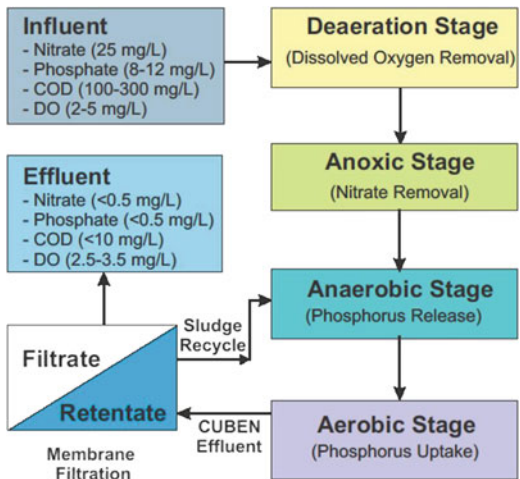 Influent
- Nitrate (25 mg/L)
- Phosphate (8-12 mg/L)
- COD (100-300 mg/L)
- DO (2-5 mg/L)
Deaeration Stage
(Dissolved Oxygen Removal)
Anoxic Stage
(Nitrate Removal)
Effluent
- Nitrate (<0.5 mg/L)
- Phosphate (<0.5 mg/L)
- COD (<10 mg/L)
- DO (2.5-3.5 mg/L)
Anaerobic Stage
(Phosphorus Release)
Sludge
Recycle
Filtrate
Retentate
CUBEN
Effluent
Aerobic Stage
(Phosphorus Uptake)
Membrane
Filtration